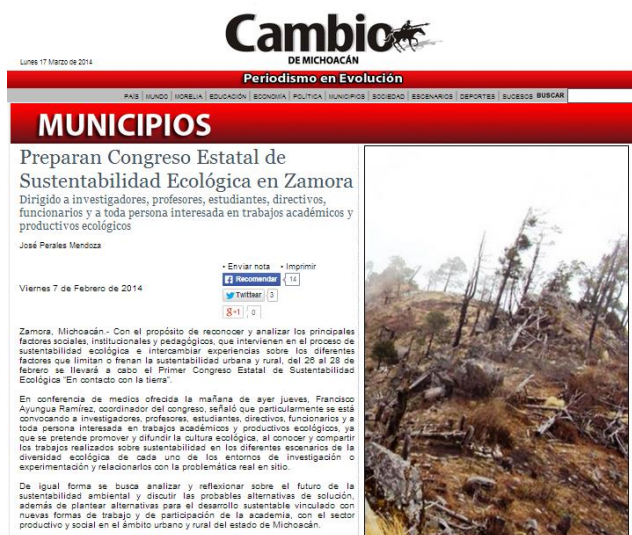 Cambio
DE MICHOACÁN
Lunes 17 Marzo de 2014
Periodismo en Evolución
PAÍS | MUNDO | MORELIA | EDUCACIÓN | ECONOMÍA | POLÍTICA | MUNICIPIOS | SOCIEDAD | ESCENARIOS | DEPORTES | SUCESOS BUSCAR
MUNICIPIOS
Preparan Congreso Estatal de
Sustentabilidad Ecológica en Zamora
Dirigido a investigadores, profesores, estudiantes, directivos,
funcionarios y a toda persona interesada en trabajos académicos y
productivos ecológicos
José Perales Mendoza
• Enviar nota • Imprimir
Recomendar 14
Viernes 7 de Febrero de 2014
Twittear 3
g+1 0
Zamora, Michoacán.- Con el propósito de reconocer y analizar los principales
factores sociales, institucionales y pedagógicos, que intervienen en el proceso de
sustentabilidad ecológica e intercambiar experiencias sobre los diferentes
factores que limitan o frenan la sustentabilidad urbana y rural, del 26 al 28 de
febrero se llevará a cabo el Primer Congreso Estatal de Sustentabilidad
Ecológica "En contacto con la tierra".
En conferencia de medios ofrecida la mañana de ayer jueves, Francisco
Ayungua Ramírez, coordinador del congreso, señaló que particularmente se está
convocando a investigadores, profesores, estudiantes, directivos, funcionarios y a
toda persona interesada en trabajos académicos y productivos ecológicos, ya
que se pretende promover y difundir la cultura ecológica, al conocer y compartir
los trabajos realizados sobre sustentabilidad en los diferentes escenarios de la
diversidad ecológica de cada uno de los entornos de investigación o
experimentación y relacionarlos con la problemática real en sitio.
De igual forma se busca analizar y reflexionar sobre el futuro de la
sustentabilidad ambiental y discutir las probables alternativas de solución,
además de plantear alternativas para el desarrollo sustentable vinculado con
nuevas formas de trabajo y de participación de la academia, con el sector
productivo y social en el ámbito urbano y rural del estado de Michoacán.